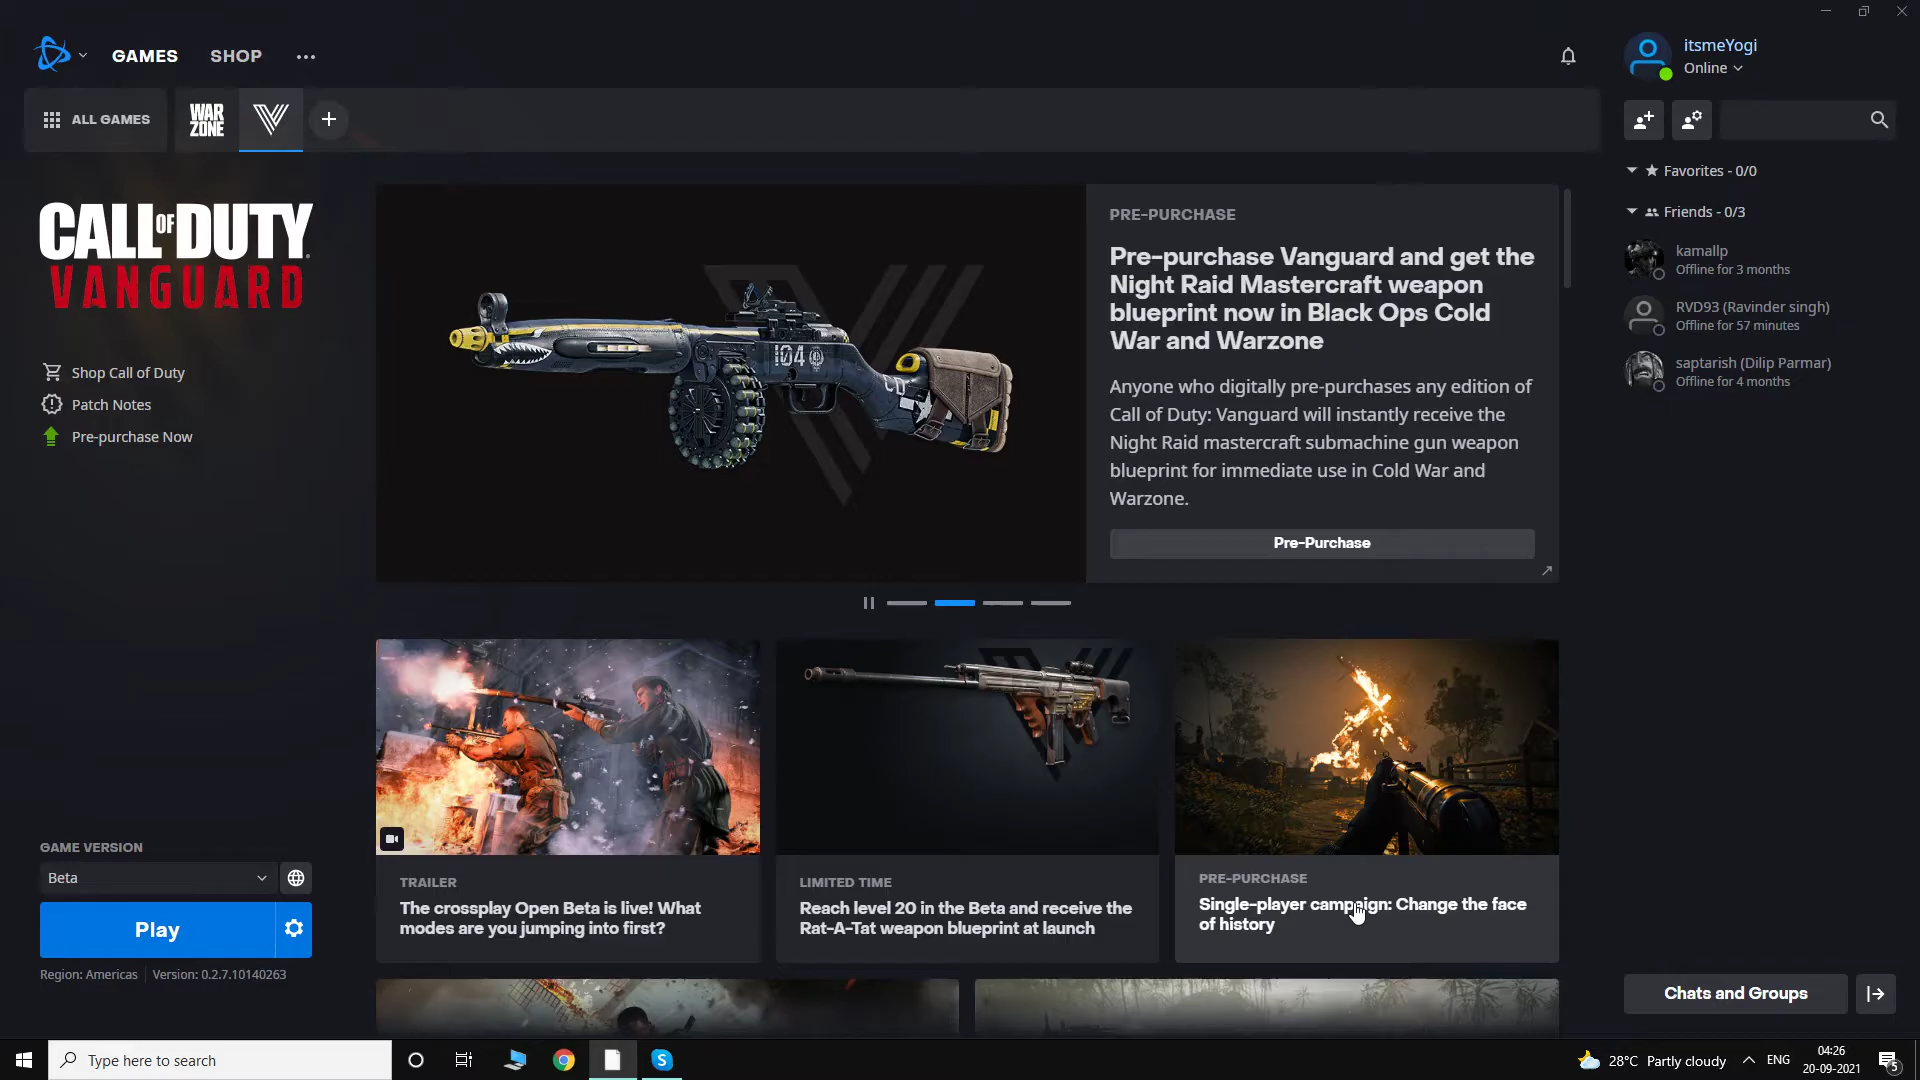 GAMES
SHOP
ALL GAMES
WAR
ZONE
CALL OF DUTY
VANGUARD
Shop Call of Duty
Patch Notes
Pre-purchase Now
GAME VERSION
Beta
Play
Region: Americas
Version: 0.2.7.10140263
104
PRE-PURCHASE
Pre-purchase Vanguard and get the
Night Raid Mastercraft weapon
blueprint now in Black Ops Cold
War and Warzone
Anyone who digitally pre-purchases any edition of
Call of Duty: Vanguard will instantly receive the
Night Raid mastercraft submachine gun weapon
blueprint for immediate use in Cold War and
Warzone.
Pre-Purchase
TRAILER
The crossplay Open Beta is live! What
modes are you jumping into first?
LIMITED TIME
Reach level 20 in the Beta and receive the
Rat-A-Tat weapon blueprint at launch
PRE-PURCHASE
Single-player campaign: Change the face
of history
itsmeYogi
Online
Favorites - 0/0
Friends - 0/3
kamallp
Offline for 3 months
RVD93 (Ravinder singh)
Offline for 57 minutes
saptarish (Dilip Parmar)
Offline for 4 months
Chats and Groups
Type here to search
28°C Partly cloudy
ENG
04:26
20-09-2021
5